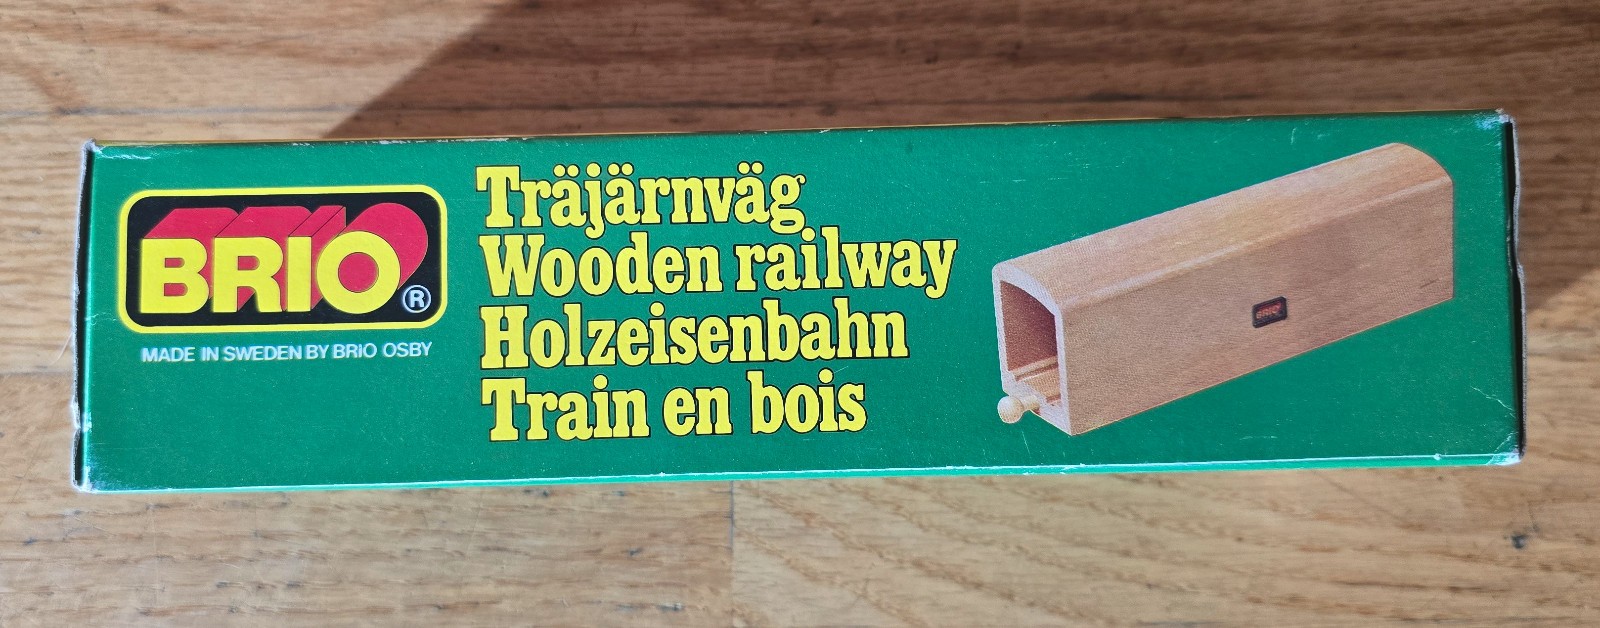 BRIO®
MADE IN SWEDEN BY BRIO OSBY
Träjärnväg
Wooden railway
Holzeisenbahn
Train en bois
BRIO